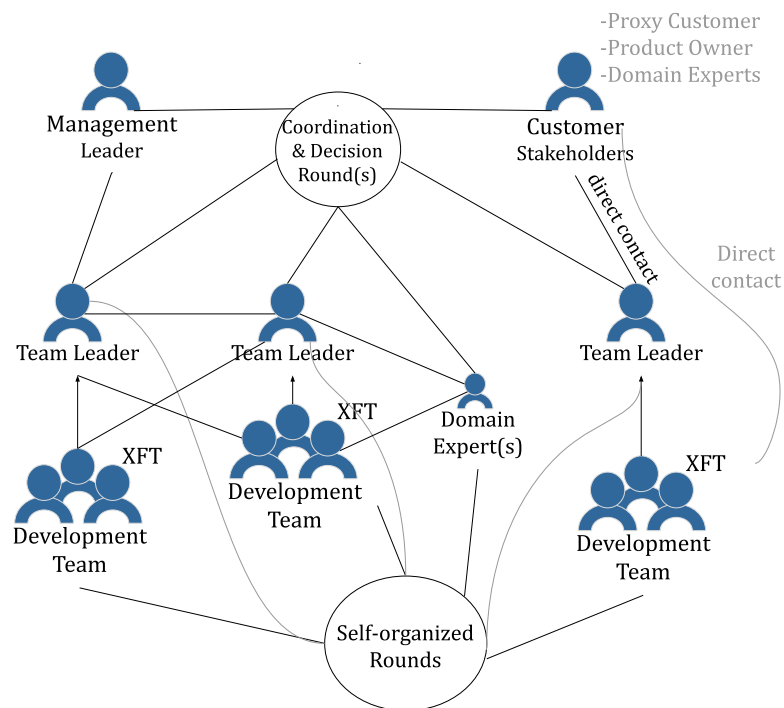 -Proxy Customer
-Product Owner
-Domain Experts
Management
Leader
Coordination
& Decision
Round(s)
Customer
Stakeholders
direct contact
Direct
contact
Team Leader
Team Leader
Team Leader
XFT
Domain
Expert(s)
XFT
XFT
Development
Team
Development
Team
Development
Team
Self-organized
Rounds